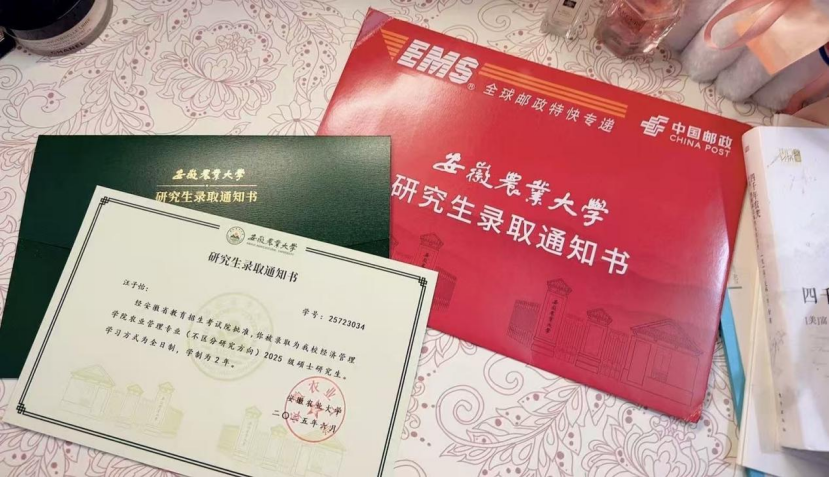 EMS
全球邮政特快专递
中国邮政
CHINA POST
安徽农业大学
研究生录取通知书
安徽农业大学
研究生录取通知书
安徽农业大学
研究生录取通知书
汪子怡:
学号:25723034
经安徽省教育招生考试院批准,你被录取为我校经济管理
学院农业管理专业(不区分研究方向)2025级硕士研究生。
学习方式为全日制,学制为2年。
安徽农业大学
二〇二五年六月
四千
[美]富
CHANEL